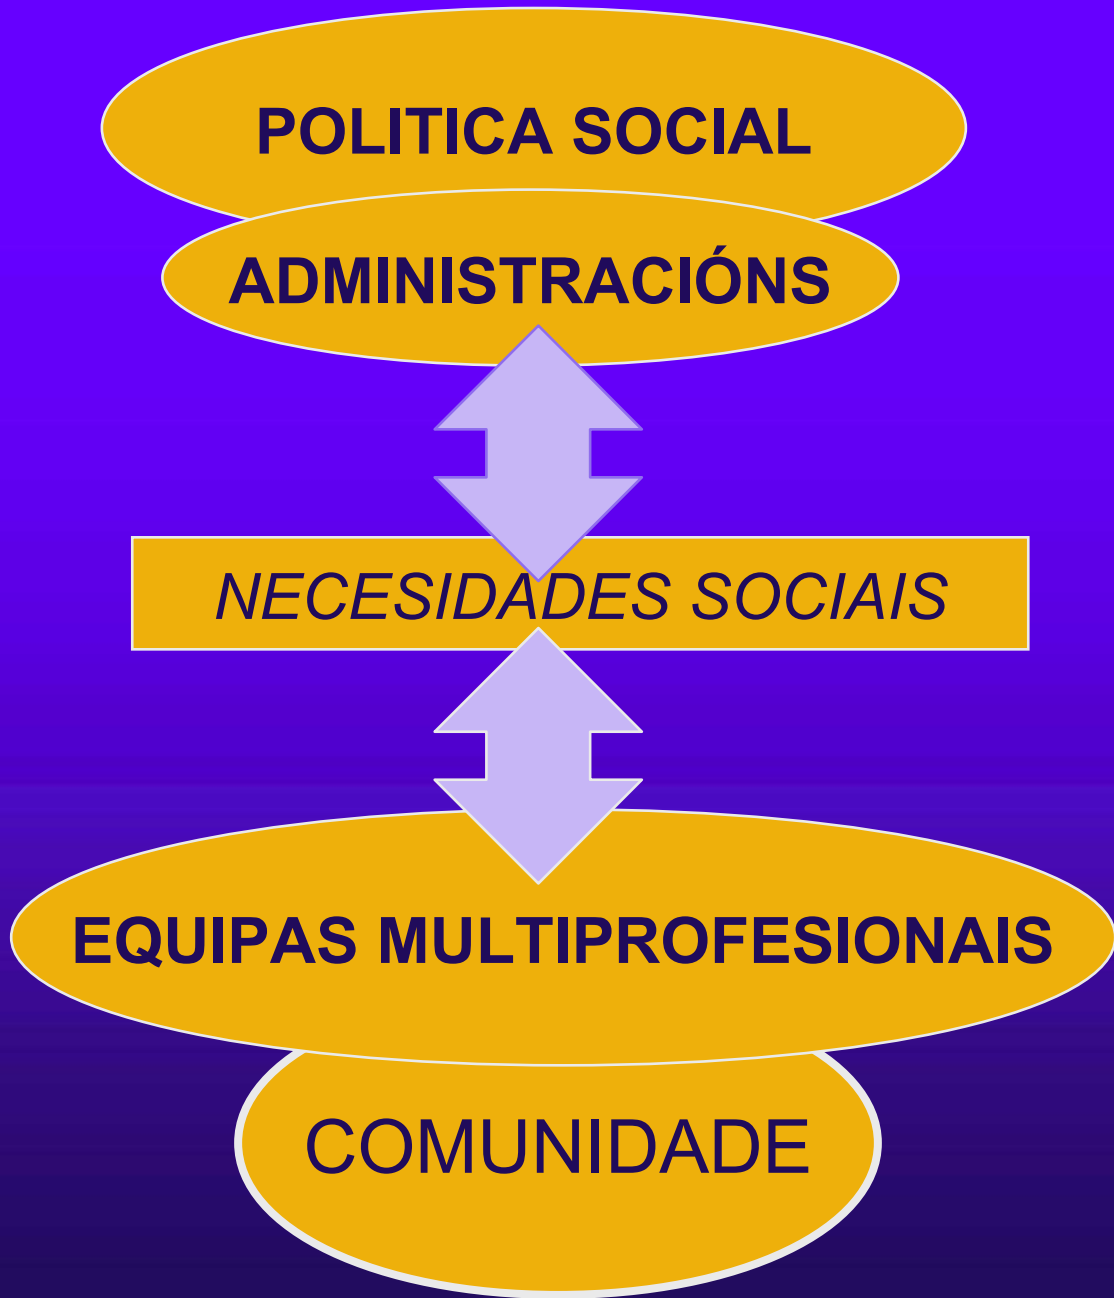 POLITICA SOCIAL
ADMINISTRACIÓNS
NECESIDADES SOCIAIS
EQUIPAS MULTIPROFESIONAIS
COMUNIDADE